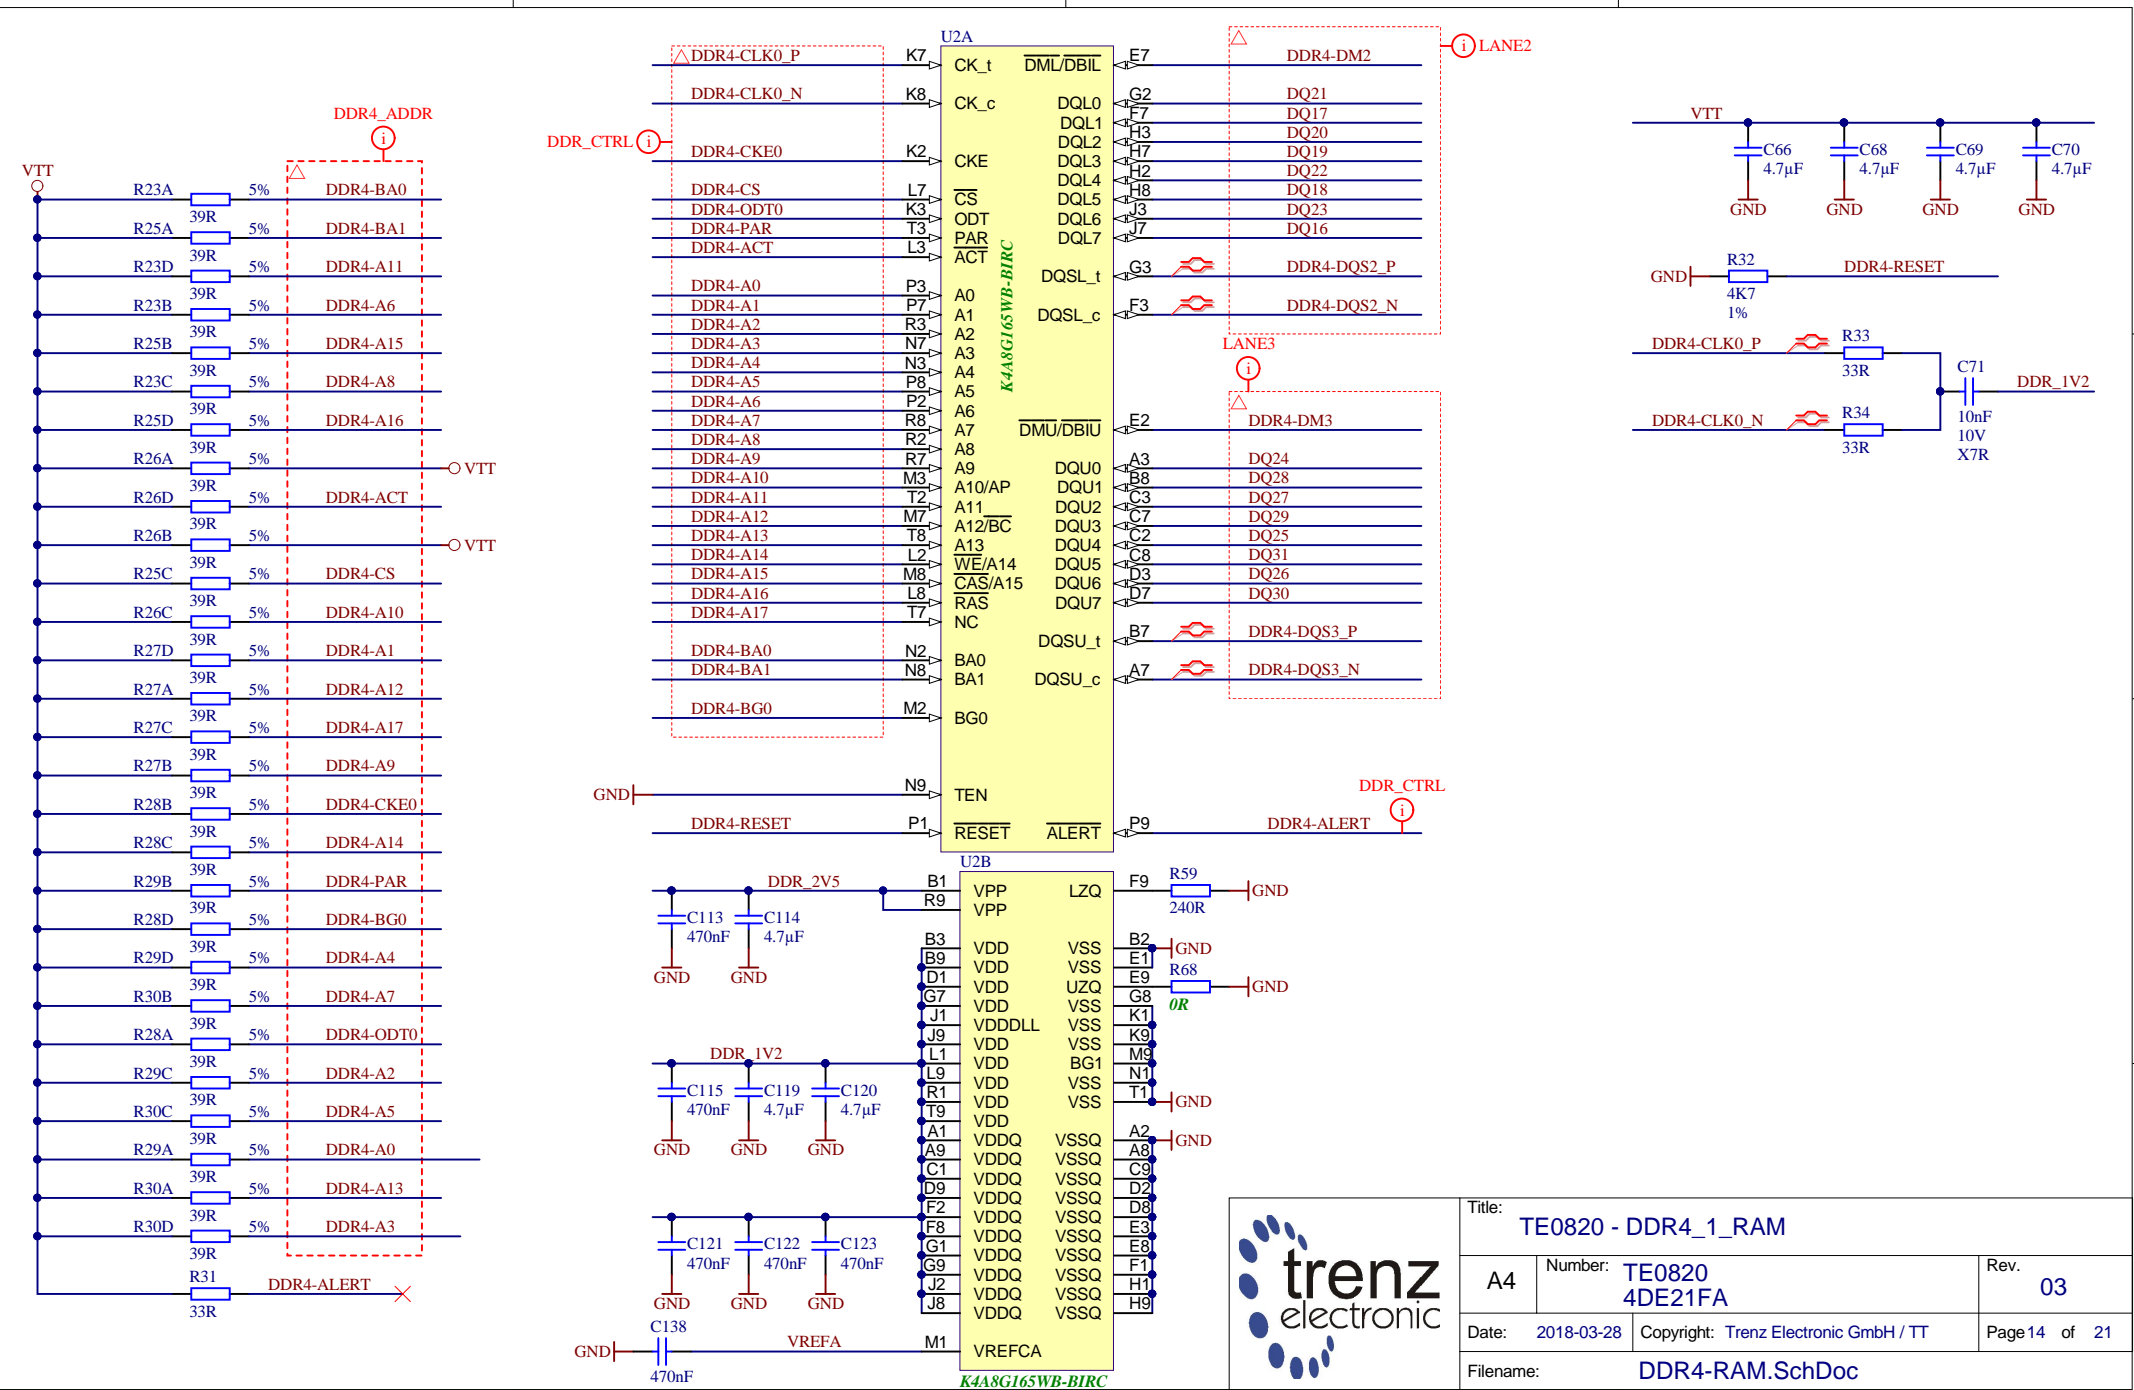 DDR4_ADDR
i
VTT
R23A 5% DDR4-BA0
39R
R25A 5% DDR4-BA1
39R
R23D 5% DDR4-A11
39R
R23B 5% DDR4-A6
39R
R25B 5% DDR4-A15
39R
R23C 5% DDR4-A8
39R
R25D 5% DDR4-A16
39R
R26A 5% VTT
39R
R26D 5% DDR4-ACT
39R
R26B 5% VTT
39R
R25C 5% DDR4-CS
39R
R26C 5% DDR4-A10
39R
R27D 5% DDR4-A1
39R
R27A 5% DDR4-A12
39R
R27C 5% DDR4-A17
39R
R27B 5% DDR4-A9
39R
R28B 5% DDR4-CKE0
39R
R28C 5% DDR4-A14
39R
R29B 5% DDR4-PAR
39R
R28D 5% DDR4-BG0
39R
R29D 5% DDR4-A4
39R
R30B 5% DDR4-A7
39R
R28A 5% DDR4-ODT0
39R
R29C 5% DDR4-A2
39R
R30C 5% DDR4-A5
39R
R29A 5% DDR4-A0
39R
R30A 5% DDR4-A13
39R
R30D 5% DDR4-A3
39R
R31 DDR4-ALERT
33R
U2A
DDR_CTRL i
K4A8G165WB-BIRC
DDR4-CLK0_P K7 CK_t
DDR4-CLK0_N K8 CK_c
DDR4-CKE0 K2 CKE
DDR4-CS L7 CS
DDR4-ODT0 K3 ODT
DDR4-PAR T3 PAR
DDR4-ACT L3 ACT
DDR4-A0 P3 A0
DDR4-A1 P7 A1
DDR4-A2 R3 A2
DDR4-A3 N7 A3
DDR4-A4 N3 A4
DDR4-A5 P8 A5
DDR4-A6 P2 A6
DDR4-A7 R8 A7
DDR4-A8 R2 A8
DDR4-A9 R7 A9
DDR4-A10 M3 A10/AP
DDR4-A11 T2 A11
DDR4-A12 M7 A12/BC
DDR4-A13 T8 A13
DDR4-A14 L2 WE/A14
DDR4-A15 M8 CAS/A15
DDR4-A16 L8 RAS
DDR4-A17 T7 NC
DDR4-BA0 N2 BA0
DDR4-BA1 N8 BA1
DDR4-BG0 M2 BG0
GND N9 TEN
DDR4-RESET P1 RESET
i LANE2
DML/DBIL E7 DDR4-DM2
DQL0 G2 DQ21
DQL1 F7 DQ17
DQL2 H3 DQ20
DQL3 H7 DQ19
DQL4 H2 DQ22
DQL5 H8 DQ18
DQL6 J3 DQ23
DQL7 J7 DQ16
DQSL_t G3 DDR4-DQS2_P
DQSL_c F3 DDR4-DQS2_N
LANE3
i
DMU/DBIU E2 DDR4-DM3
DQU0 A3 DQ24
DQU1 B8 DQ28
DQU2 C3 DQ27
DQU3 C7 DQ29
DQU4 C2 DQ25
DQU5 C8 DQ31
DQU6 D3 DQ26
DQU7 D7 DQ30
DQSU_t B7 DDR4-DQS3_P
DQSU_c A7 DDR4-DQS3_N
DDR_CTRL
i
ALERT P9 DDR4-ALERT
U2B
DDR_2V5 B1 VPP
R9 VPP
C113 C114
470nF 4.7µF
GND GND
B3 VDD
B9 VDD
D1 VDD
G7 VDD
J1 VDDDLL
J9 VDD
DDR_1V2 L1 VDD
L9 VDD
R1 VDD
T9 VDD
C115 C119 C120
470nF 4.7µF 4.7µF
GND GND GND
A1 VDDQ
A9 VDDQ
C1 VDDQ
D9 VDDQ
F2 VDDQ
F8 VDDQ
G1 VDDQ
G9 VDDQ
J2 VDDQ
J8 VDDQ
C121 C122 C123
470nF 470nF 470nF
GND GND GND
C138
GND VREFA M1 VREFCA
470nF
K4A8G165WB-BIRC
LZQ F9 R59 GND
240R
VSS B2 GND
VSS E1
UZQ E9 R68 GND
0R
VSS G8
VSS K1
VSS K9
BG1 M9
VSS N1
VSS T1 GND
VSSQ A2 GND
VSSQ A8
VSSQ C9
VSSQ D2
VSSQ D8
VSSQ E3
VSSQ E8
VSSQ F1
VSSQ H1
VSSQ H9
VTT
C66 C68 C69 C70
4.7µF 4.7µF 4.7µF 4.7µF
GND GND GND GND
GND R32 DDR4-RESET
4K7
1%
DDR4-CLK0_P R33
33R
C71 DDR_1V2
10nF
10V
X7R
DDR4-CLK0_N R34
33R
trenz
electronic
Title:
TE0820 - DDR4_1_RAM
A4 Number: TE0820
4DE21FA
Rev.
03
Date: 2018-03-28 Copyright: Trenz Electronic GmbH / TT Page 14 of 21
Filename: DDR4-RAM.SchDoc